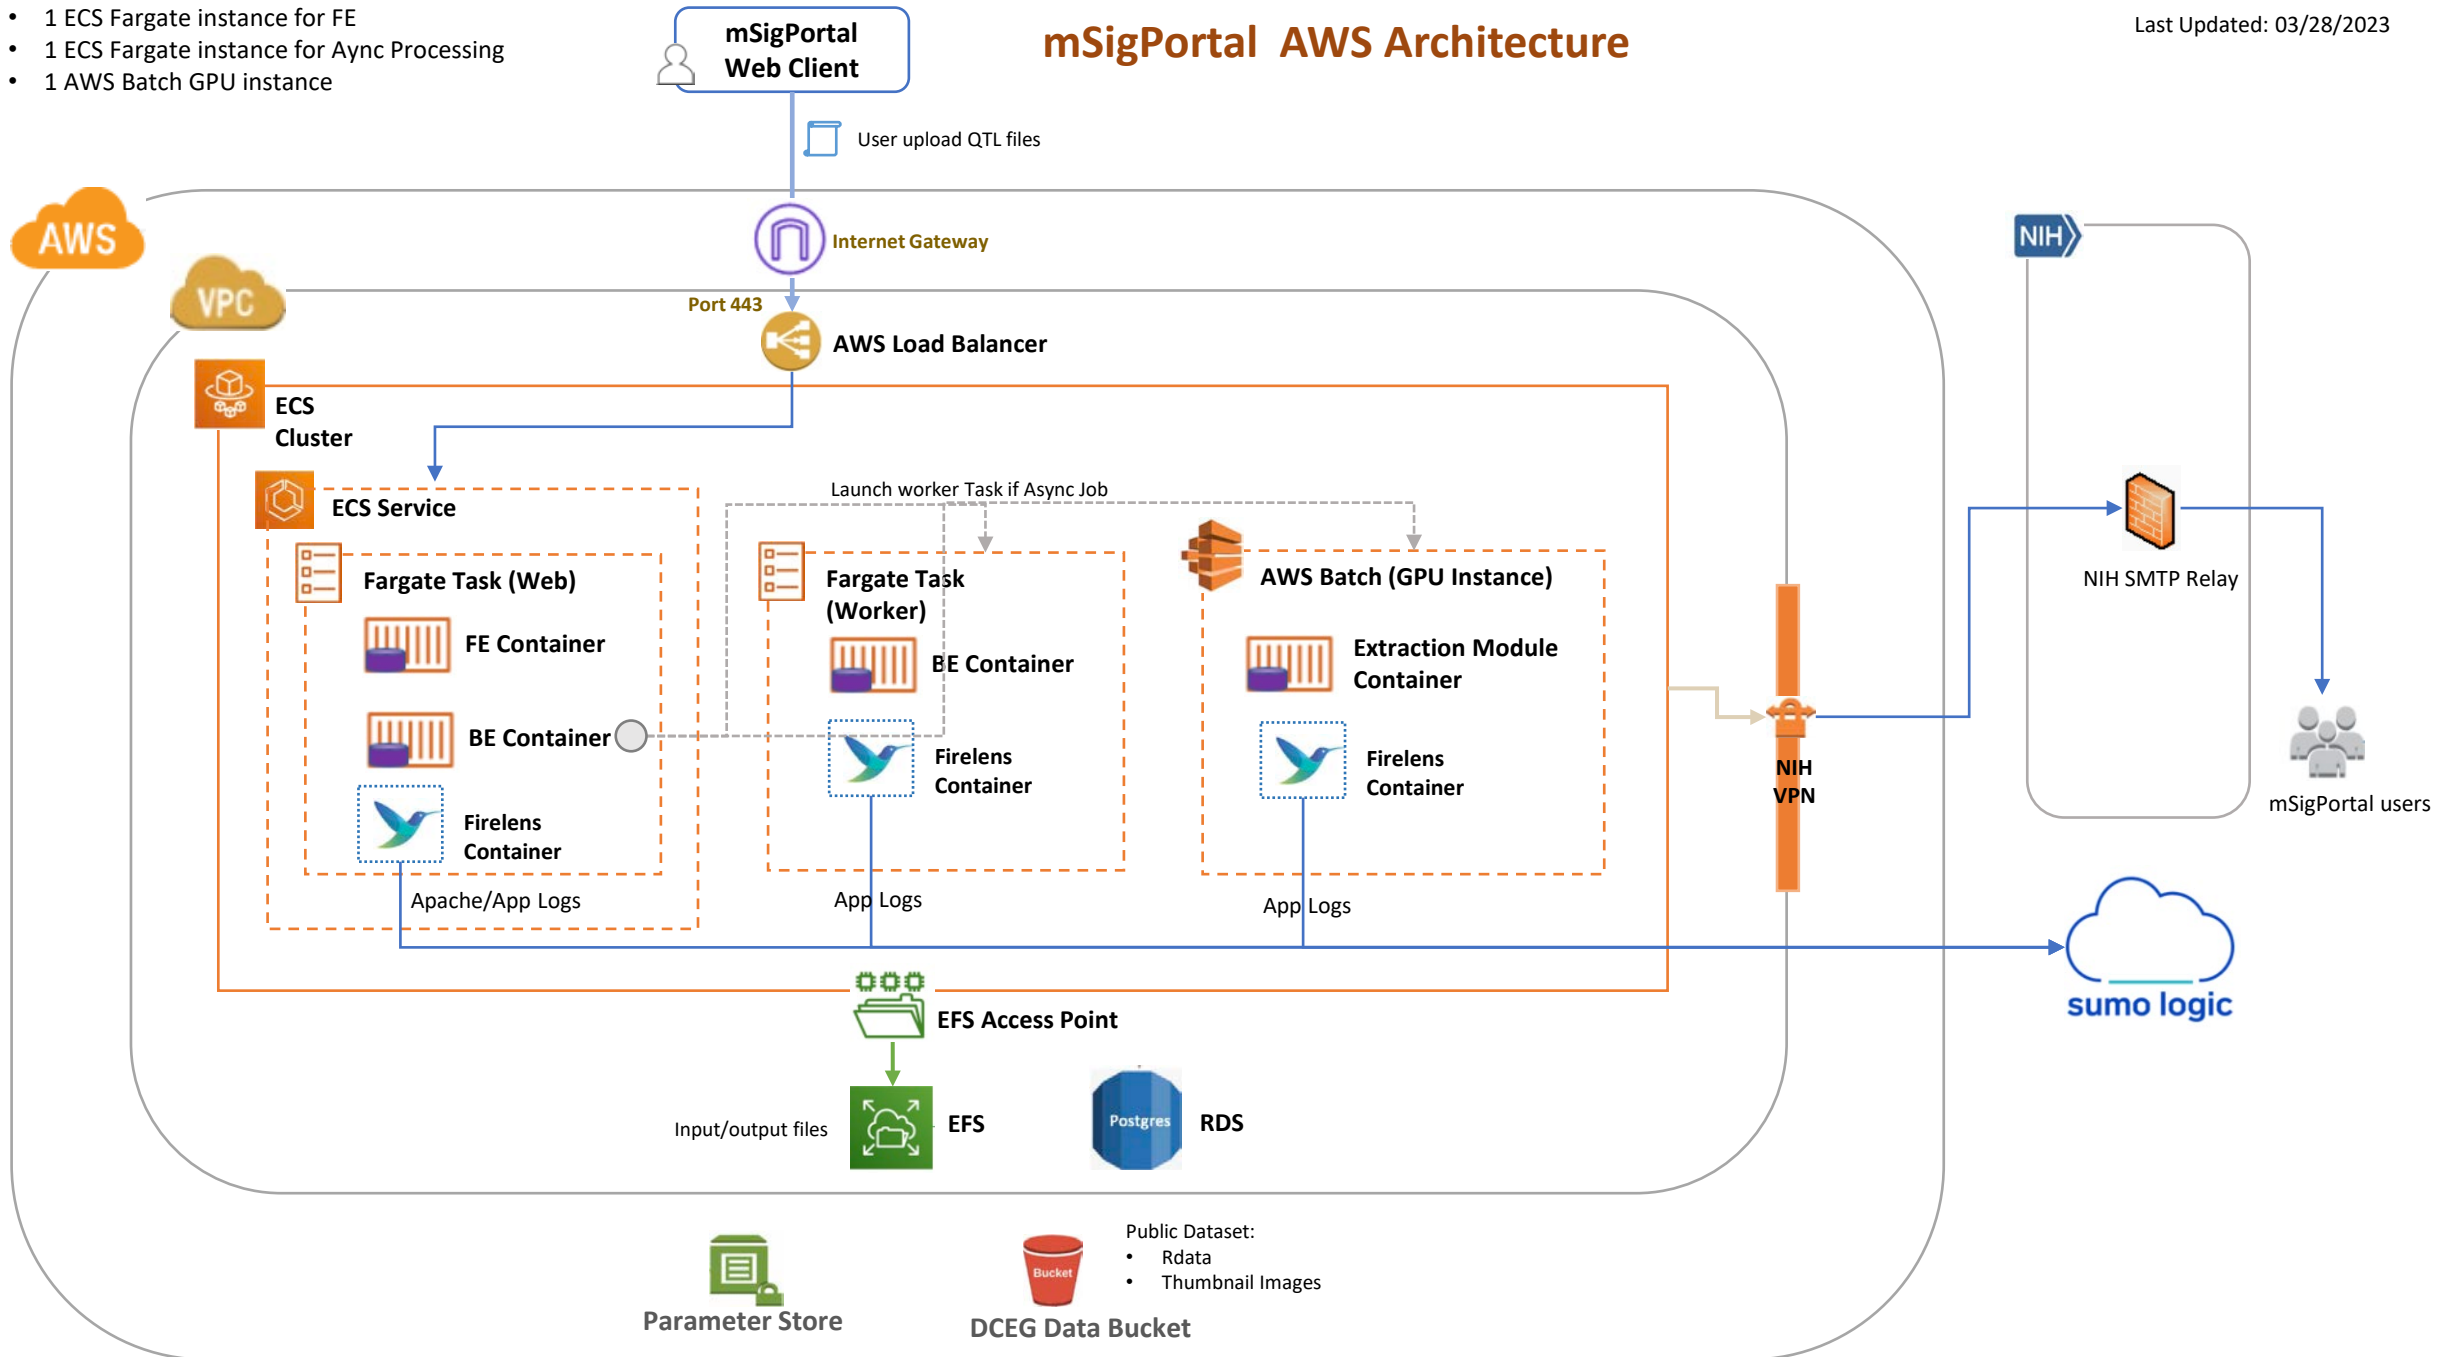 • 1 ECS Fargate instance for FE
• 1 ECS Fargate instance for Aync Processing
• 1 AWS Batch GPU instance
mSigPortal
Web Client
mSigPortal AWS Architecture
Last Updated: 03/28/2023
User upload QTL files
AWS
Internet Gateway
NIH
VPC
Port 443
AWS Load Balancer
ECS
Cluster
ECS Service
Launch worker Task if Async Job
Fargate Task (Web)
FE Container
BE Container
Firelens
Container
Apache/App Logs
Fargate Task
(Worker)
BE Container
Firelens
Container
App Logs
AWS Batch (GPU Instance)
Extraction Module
Container
Firelens
Container
App Logs
NIH
VPN
NIH SMTP Relay
mSigPortal users
sumo logic
EFS Access Point
Input/output files
EFS
Postgres
RDS
Parameter Store
Bucket
DCEG Data Bucket
Public Dataset:
• Rdata
• Thumbnail Images